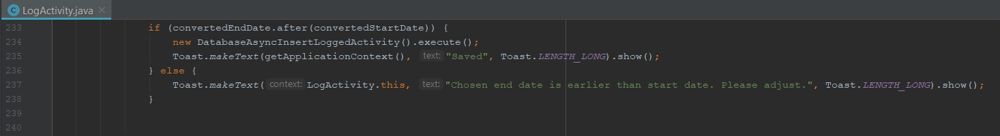 C LogActivity.java ×
233 if (convertedEndDate.after(convertedStartDate)) {
234 new DatabaseAsyncInsertLoggedActivity().execute();
235 Toast.makeText(getApplicationContext(), text: "Saved", Toast.LENGTH_LONG).show();
236 } else {
237 Toast.makeText( context: LogActivity.this, text: "Chosen end date is earlier than start date. Please adjust.", Toast.LENGTH_LONG).show();
238 }
239
240